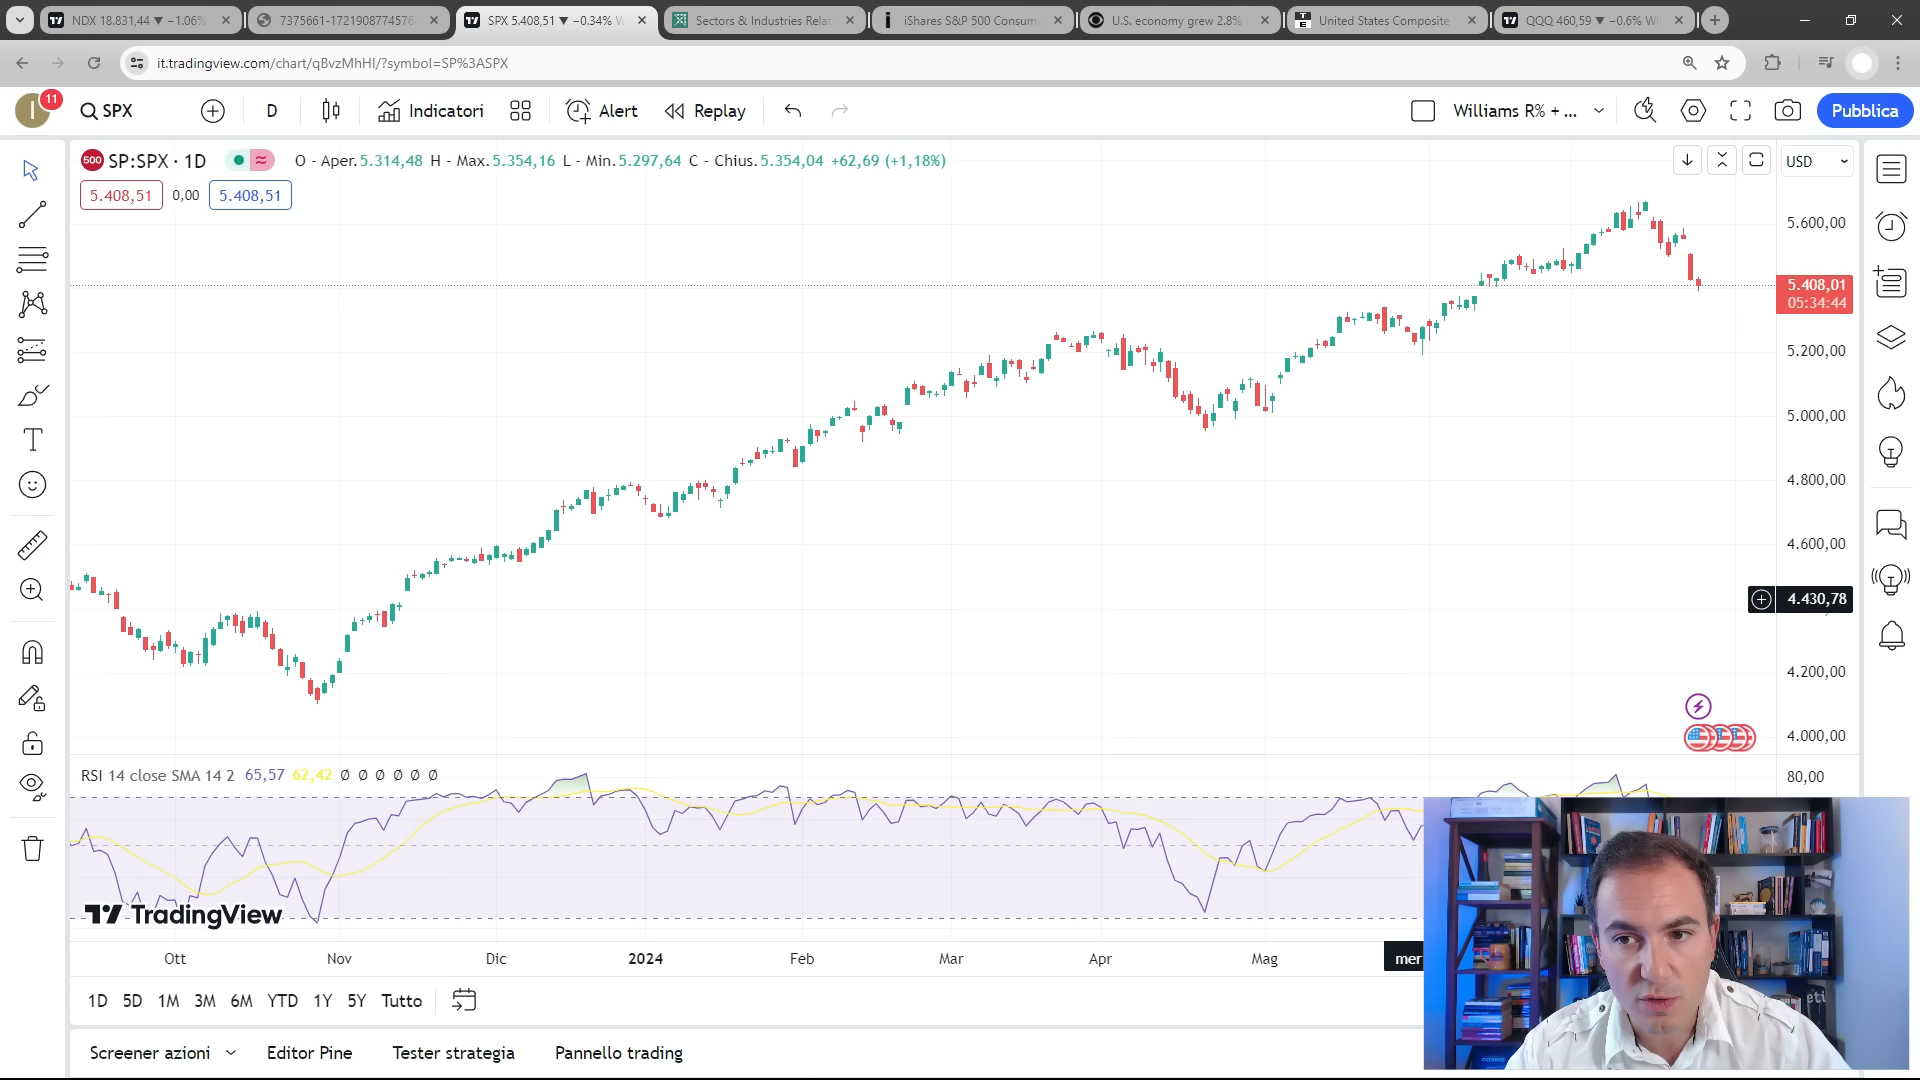 NDX 18.831,44 ▼ −1.06%
7375661-1721908774576
SPX 5.408,51 ▼ −0.34% W
Sectors & Industries Rela
iShares S&P 500 Consum
U.S. economy grew 2.8%
United States Composite
QQQ 460,59 ▼ −0.6% Wi
it.tradingview.com/chart/qBvzMhHI/?symbol=SP%3ASPX
I
11
SPX
D
Indicatori
Alert
Replay
Williams R% + ...
Pubblica
500 SP:SPX · 1D
O - Aper.5.314,48 H - Max.5.354,16 L - Min.5.297,64 C - Chius.5.354,04 +62,69 (+1,18%)
USD
5.408,51 0,00 5.408,51
5.600,00
5.408,01
05:34:44
5.200,00
5.000,00
4.800,00
4.600,00
4.430,78
4.200,00
4.000,00
RSI 14 close SMA 14 2 65,57 62,42 Ø Ø Ø Ø Ø Ø
80,00
TradingView
Ott Nov Dic 2024 Feb Mar Apr Mag mer
1D 5D 1M 3M 6M YTD 1Y 5Y Tutto
Screener azioni Editor Pine Tester strategia Pannello trading